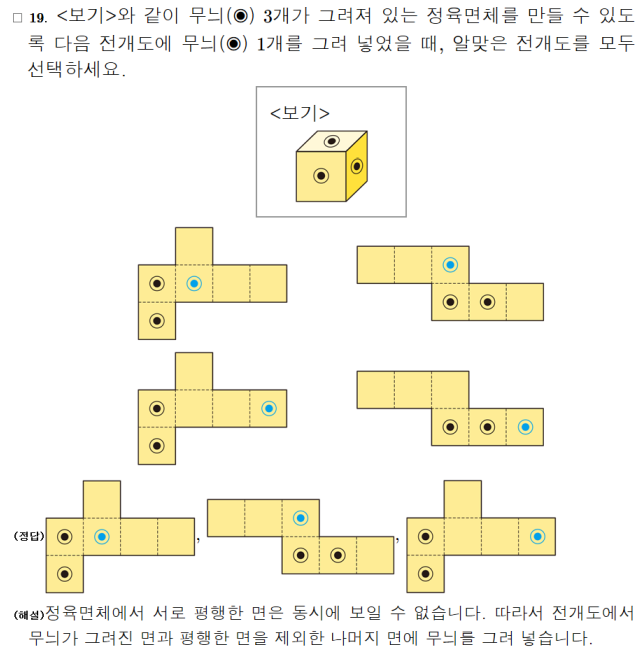 □ 19. <보기>와 같이 무늬(◉) 3개가 그려져 있는 정육면체를 만들 수 있도
록 다음 전개도에 무늬(◉) 1개를 그려 넣었을 때, 알맞은 전개도를 모두
선택하세요.
<보기>
(정답) , ,
(해설)정육면체에서 서로 평행한 면은 동시에 보일 수 없습니다. 따라서 전개도에서
무늬가 그려진 면과 평행한 면을 제외한 나머지 면에 무늬를 그려 넣습니다.